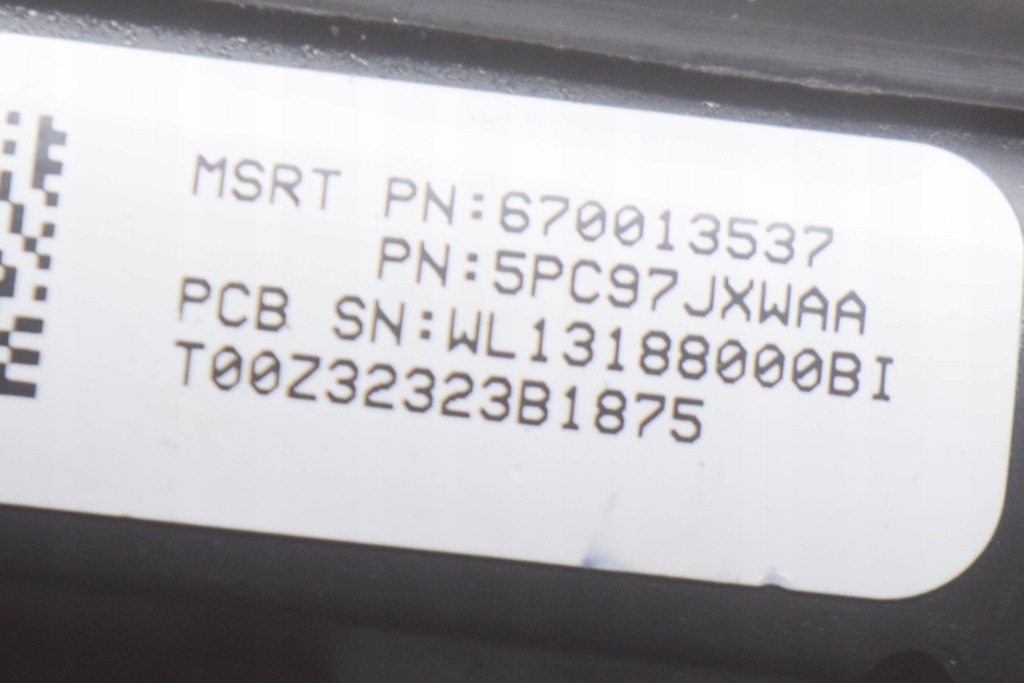 MSRT PN:670013537
PN:5PC97JXWAA
PCB SN:WL13188000BI
T00Z32323B1875